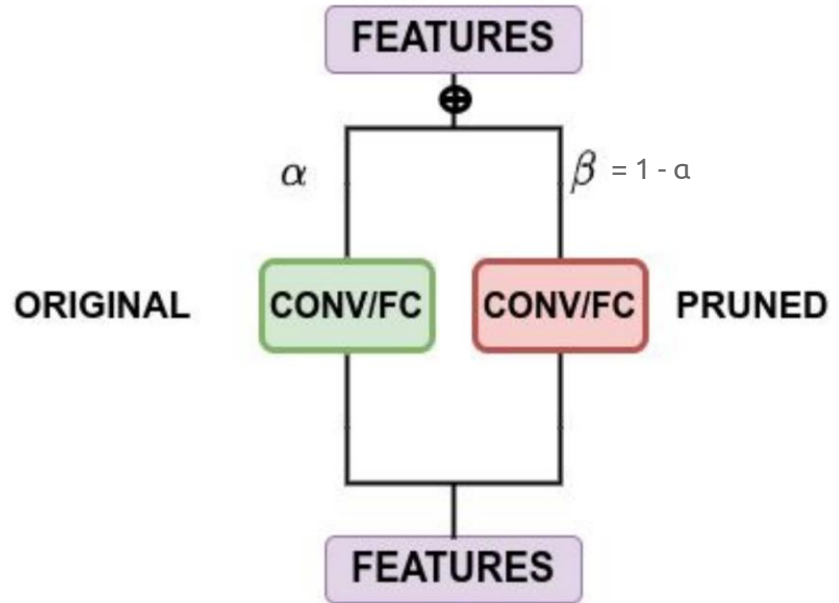 FEATURES
α
β = 1 - α
ORIGINAL
CONV/FC
CONV/FC
PRUNED
FEATURES